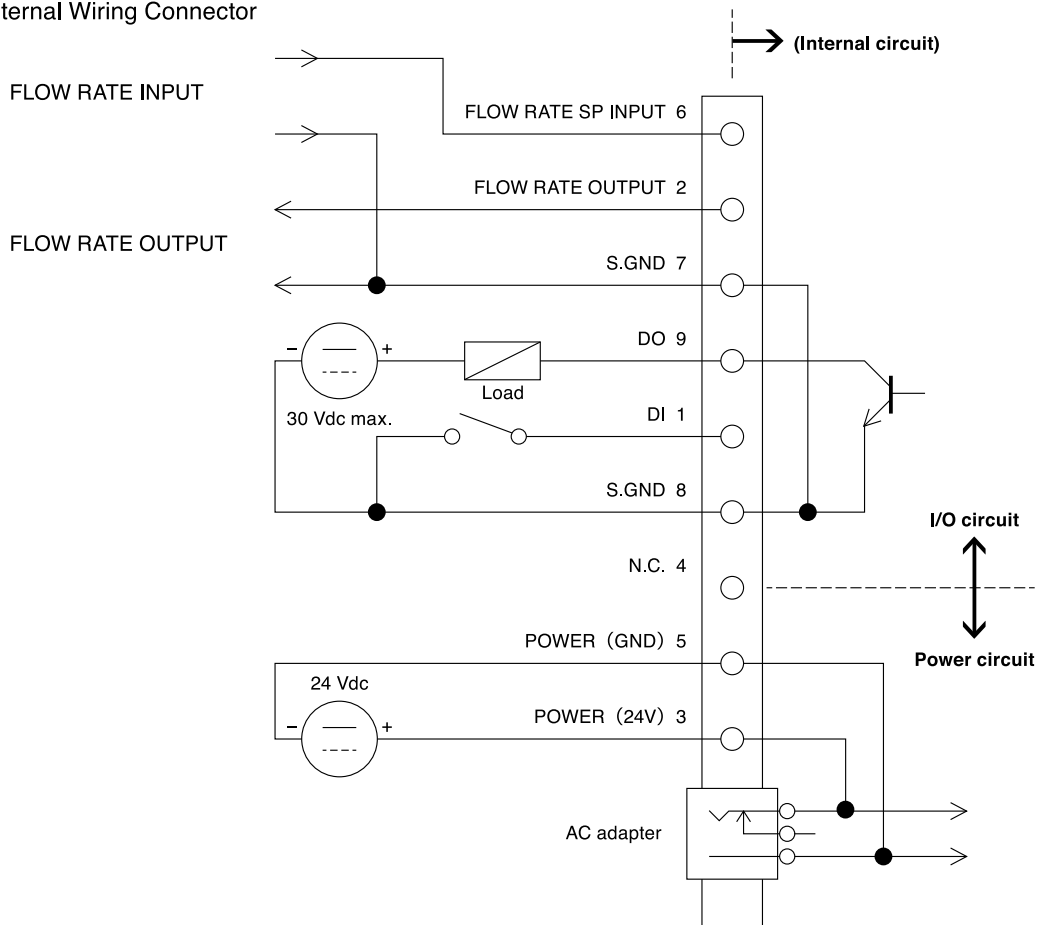 ternal Wiring Connector
(Internal circuit)
FLOW RATE INPUT
FLOW RATE SP INPUT 6
FLOW RATE OUTPUT 2
FLOW RATE OUTPUT
S.GND 7
DO 9
- +
Load
30 Vdc max.
DI 1
S.GND 8
I/O circuit
N.C. 4
POWER (GND) 5
Power circuit
24 Vdc
POWER (24V) 3
- +
AC adapter